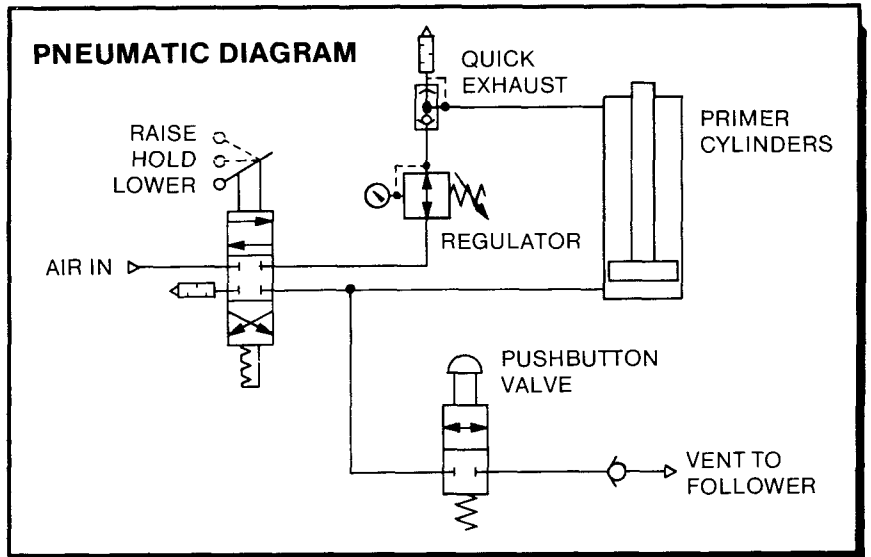 PNEUMATIC DIAGRAM
QUICK
EXHAUST
PRIMER
CYLINDERS
RAISE
HOLD
LOWER
REGULATOR
AIR IN
PUSHBUTTON
VALVE
VENT TO
FOLLOWER